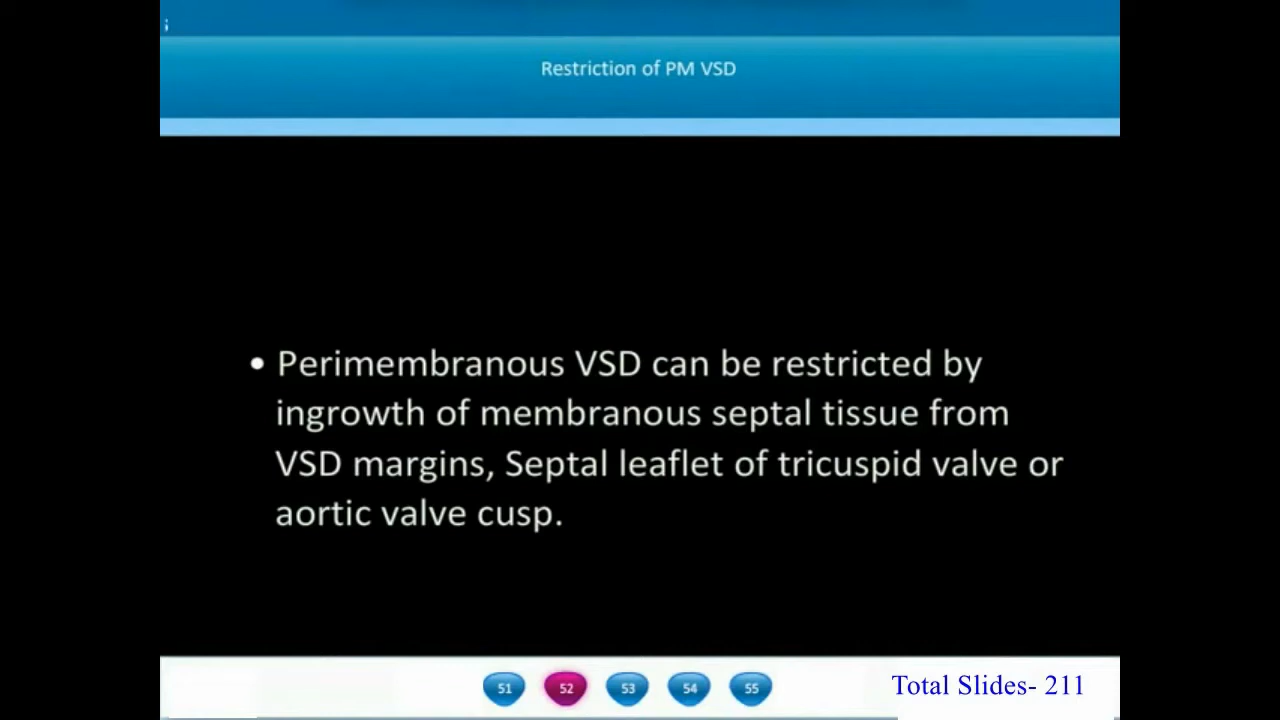 Restriction of PM VSD
• Perimembranous VSD can be restricted by
ingrowth of membranous septal tissue from
VSD margins, Septal leaflet of tricuspid valve or
aortic valve cusp.
51 52 53 54 55
Total Slides- 211